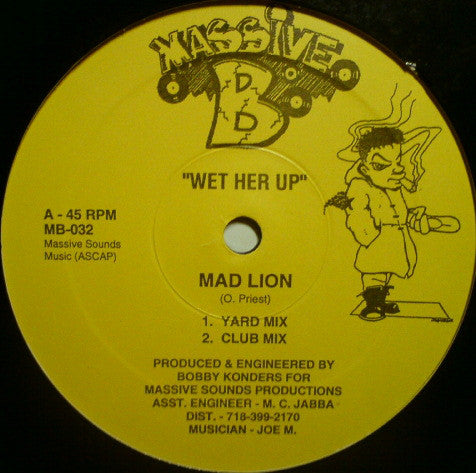 MASSIVE
B
"WET HER UP"
A - 45 RPM
MB-032
Massive Sounds
Music (ASCAP)
MAD LION
(O. Priest)
1. YARD MIX
2. CLUB MIX
PRODUCED & ENGINEERED BY
BOBBY KONDERS FOR
MASSIVE SOUNDS PRODUCTIONS
ASST. ENGINEER - M. C. JABBA
DIST. - 718-399-2170
MUSICIAN - JOE M.